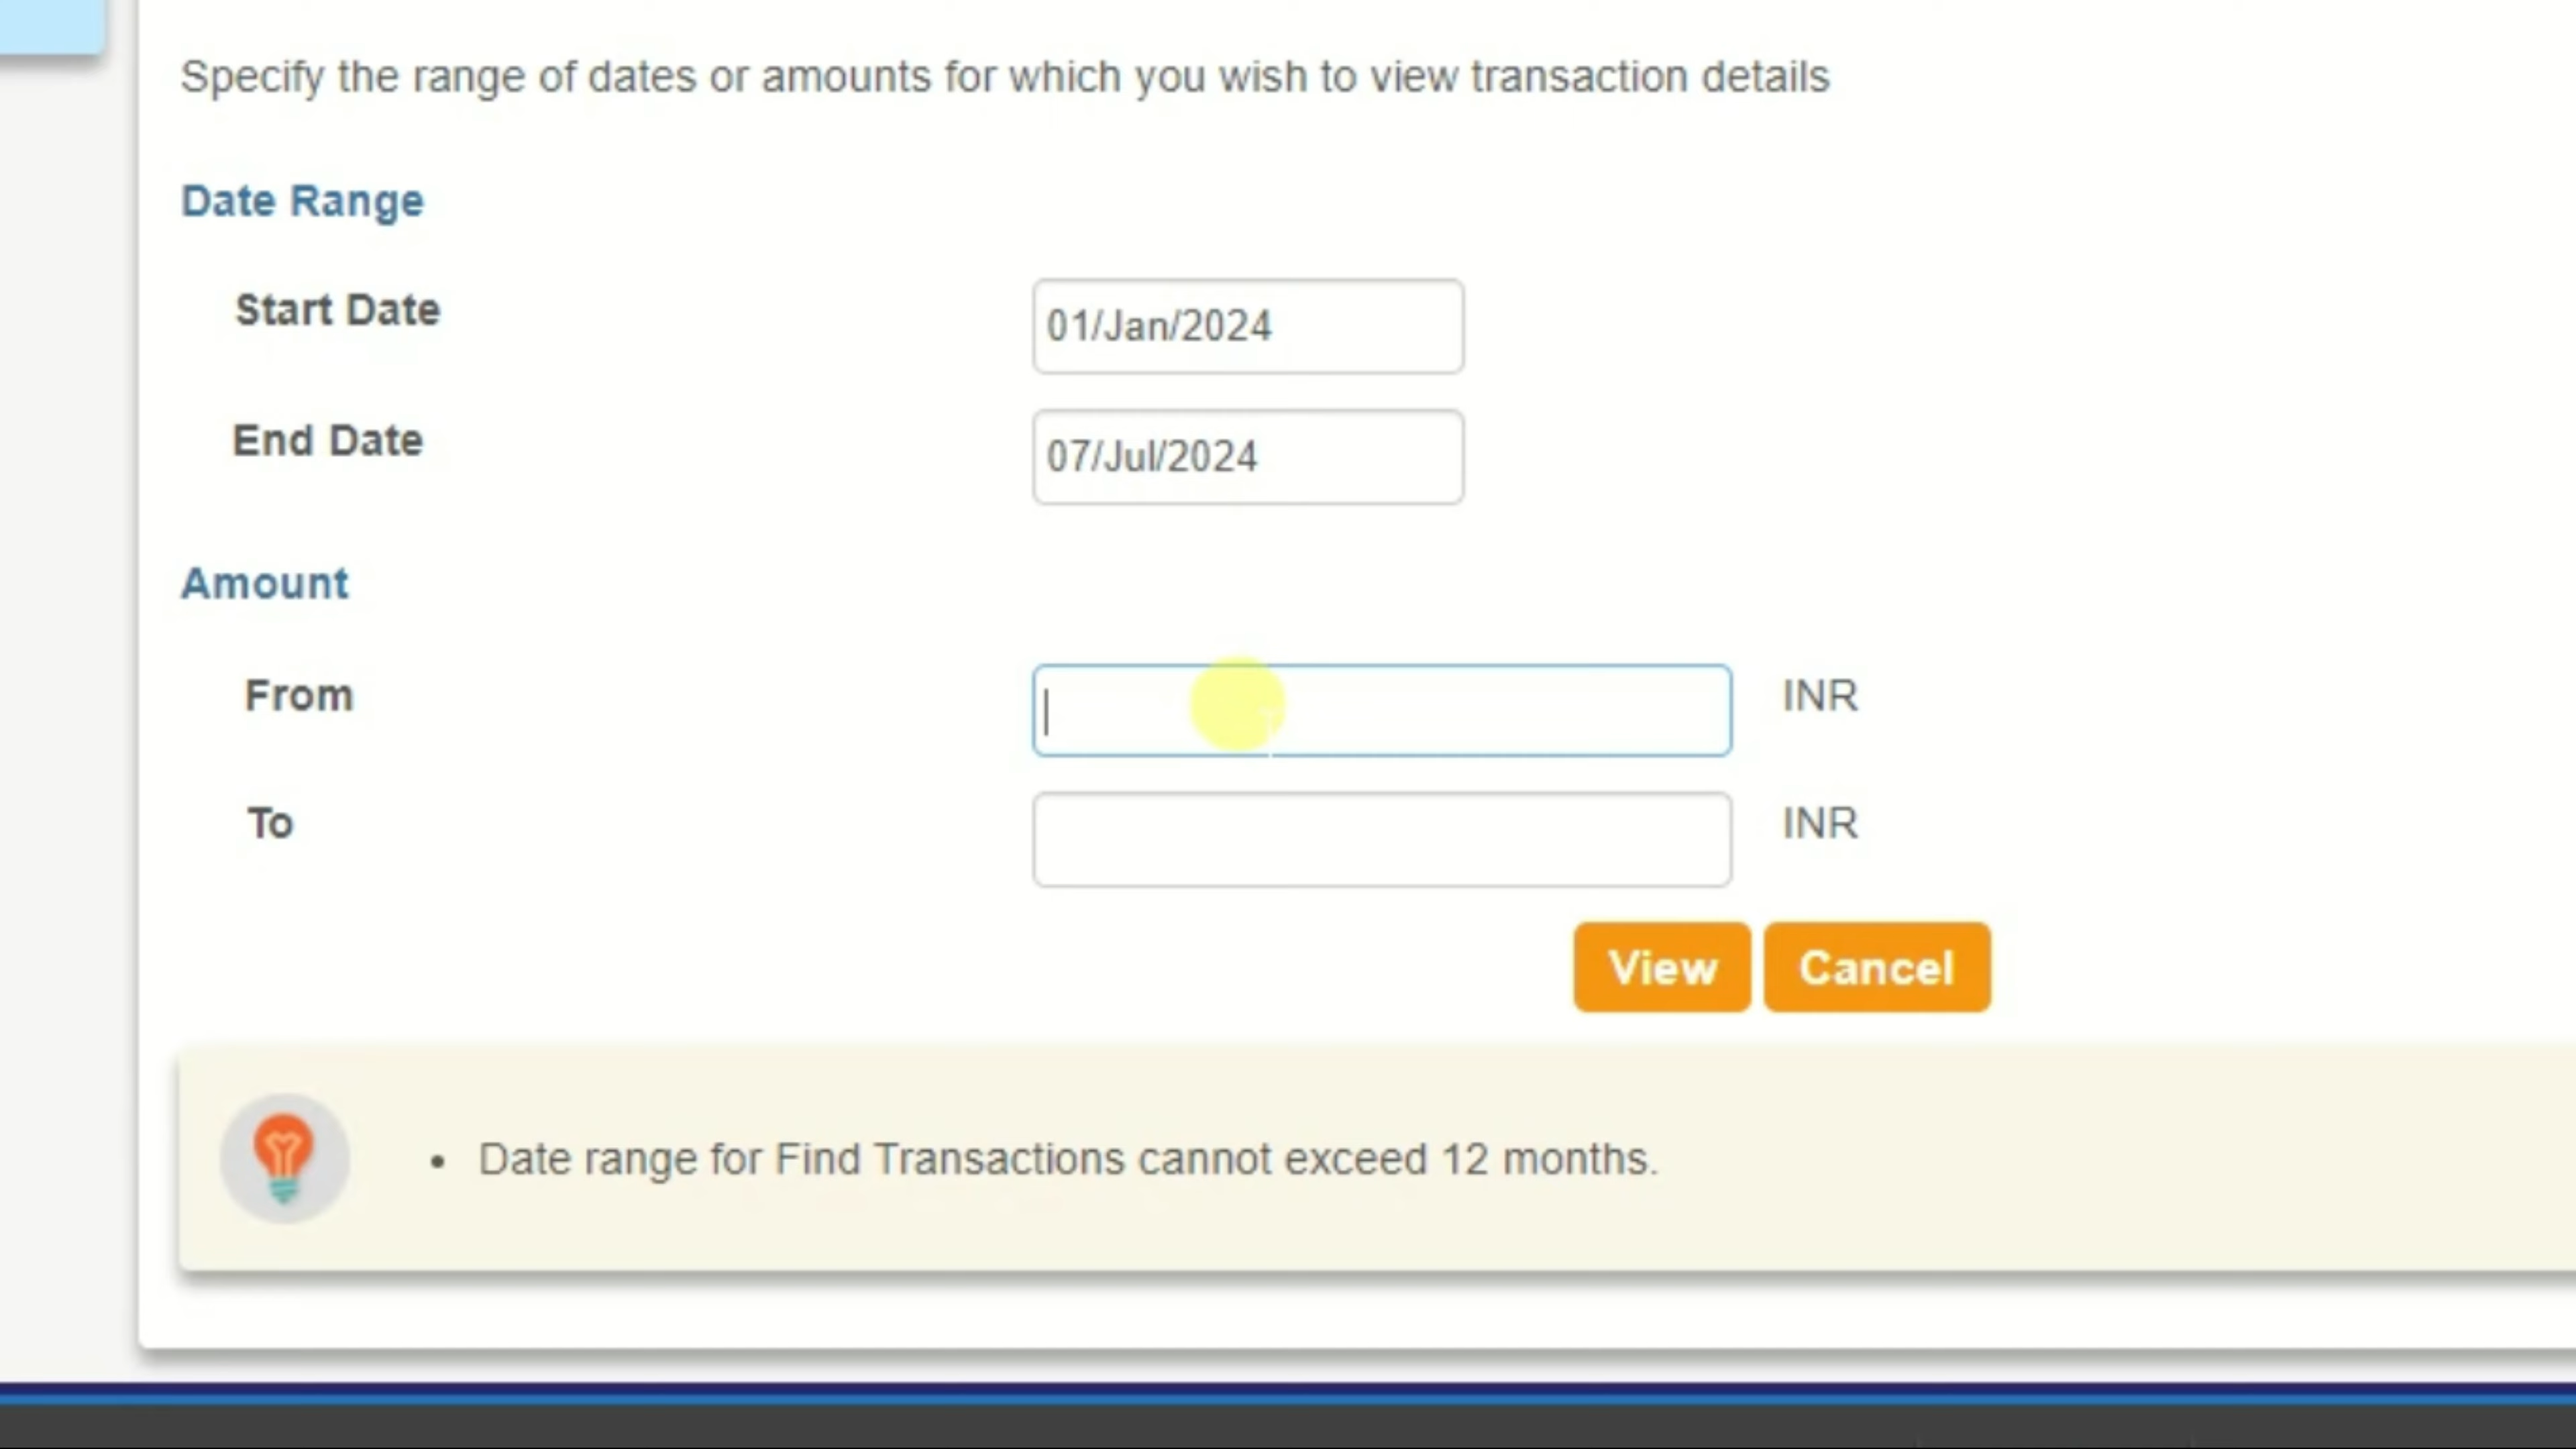 Specify the range of dates or amounts for which you wish to view transaction details
Date Range
Start Date
01/Jan/2024
End Date
07/Jul/2024
Amount
From
INR
To
INR
View
Cancel
• Date range for Find Transactions cannot exceed 12 months.